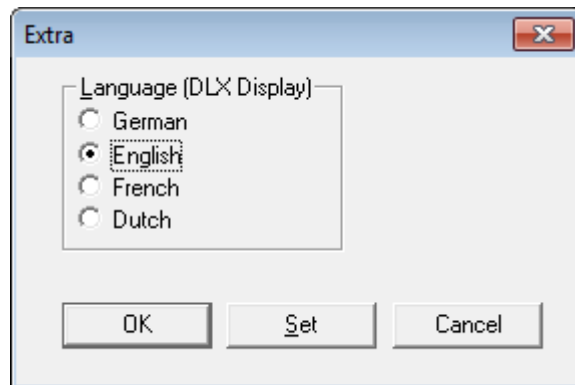 Extra
Language (DLX Display)
German
English
French
Dutch
OK
Set
Cancel